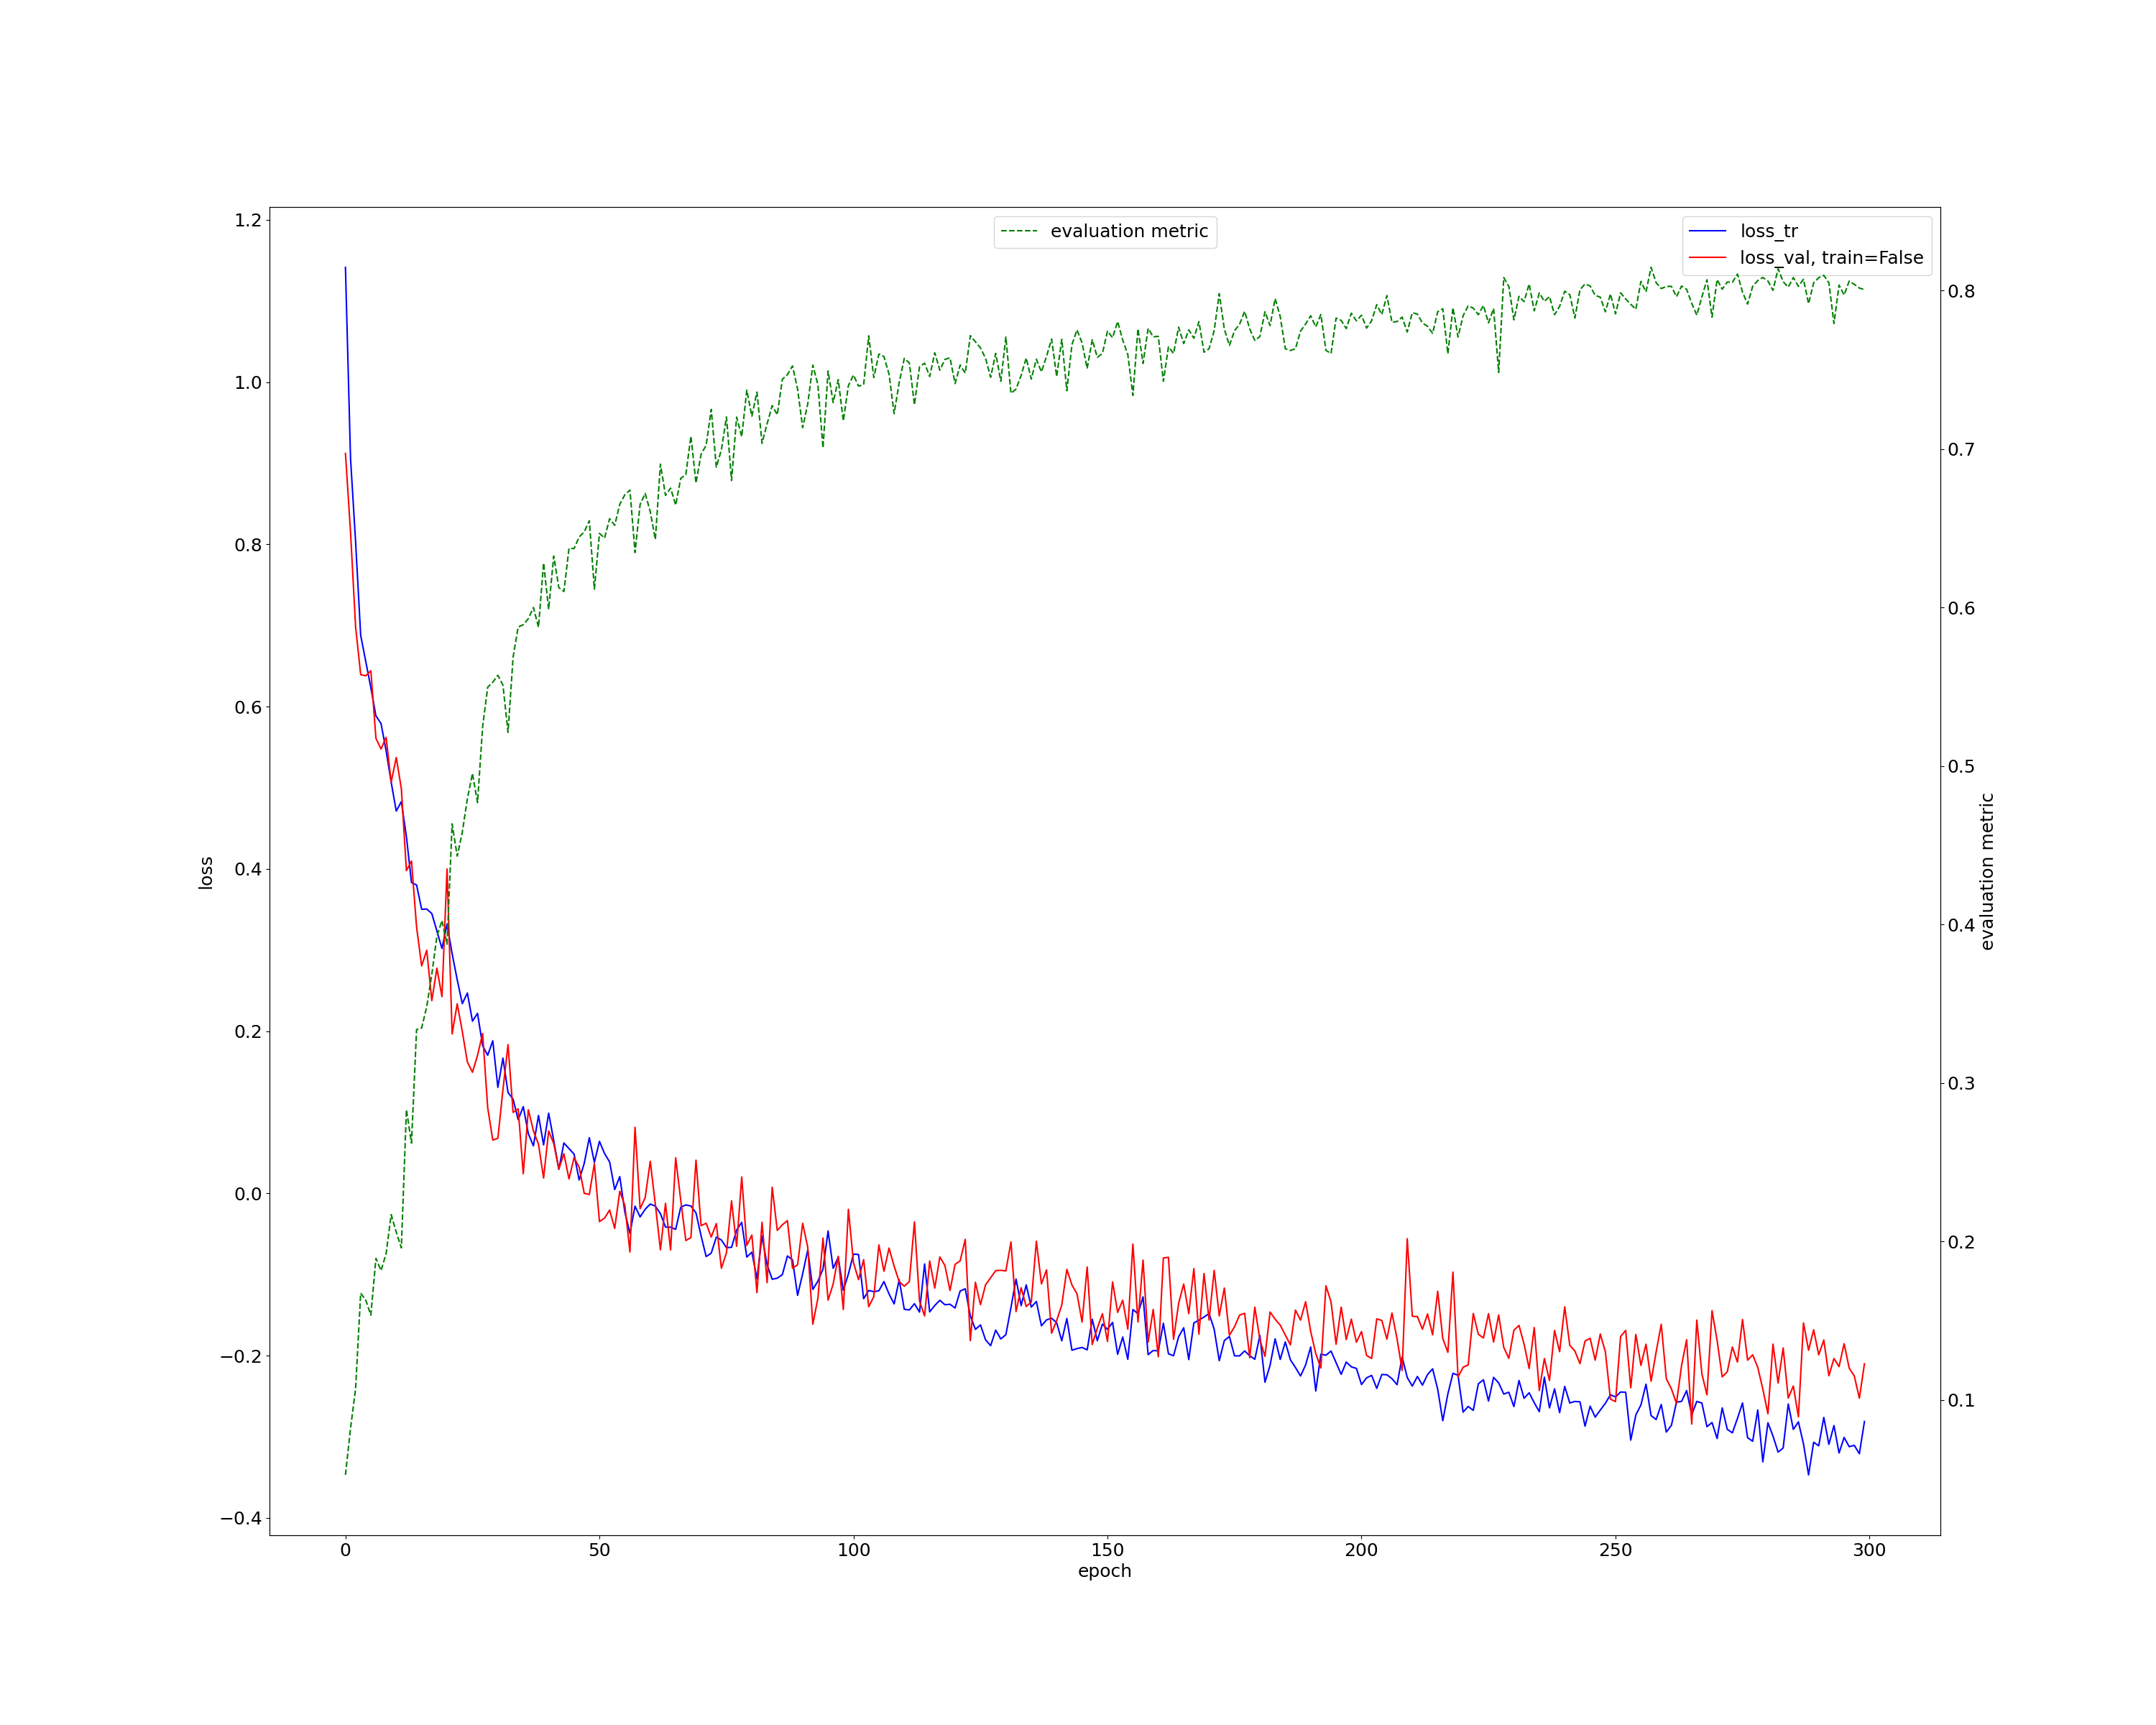 evaluation metric
loss_tr
loss_val, train=False
1.2
1.0
0.8
0.6
0.4
0.2
0.0
−0.2
−0.4
loss
0.8
0.7
0.6
0.5
0.4
0.3
0.2
0.1
evaluation metric
0 50 100 150 200 250 300
epoch